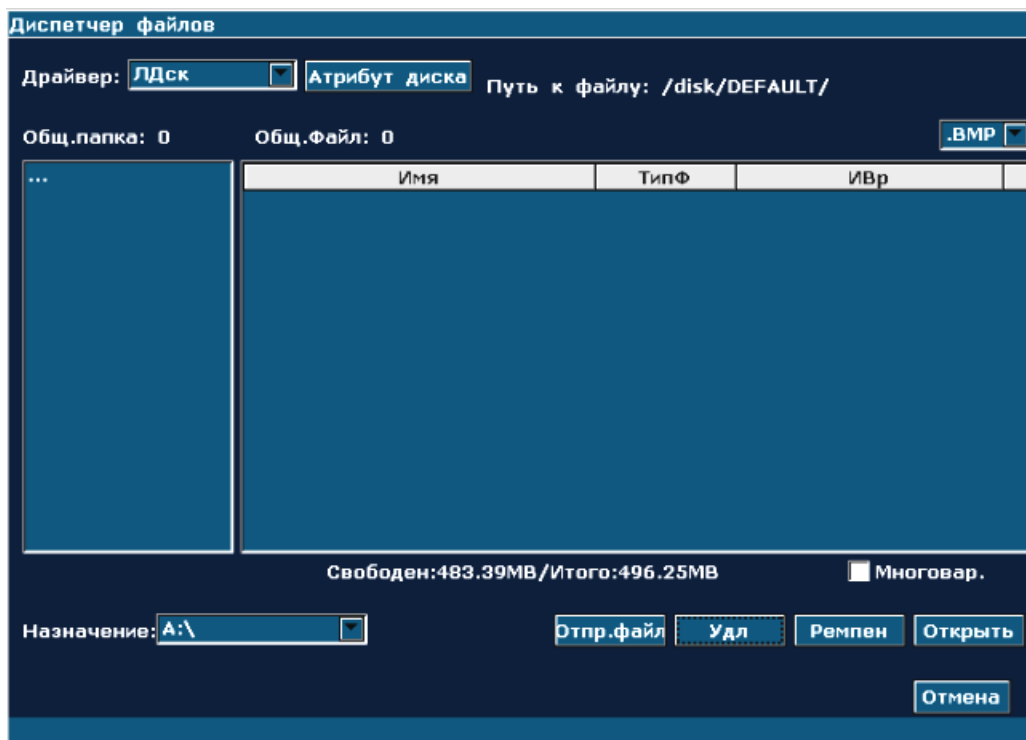 Диспетчер файлов
Драйвер: ЛДск Атрибут диска Путь к файлу: /disk/DEFAULT/
Общ.папка: 0 Общ.Файл: 0 .BMP
... Имя ТипФ ИВр
Свободен:483.39MB/Итого:496.25MB Многовар.
Назначение: A:\ Отпр.файл Удл Ремпен Открыть
Отмена